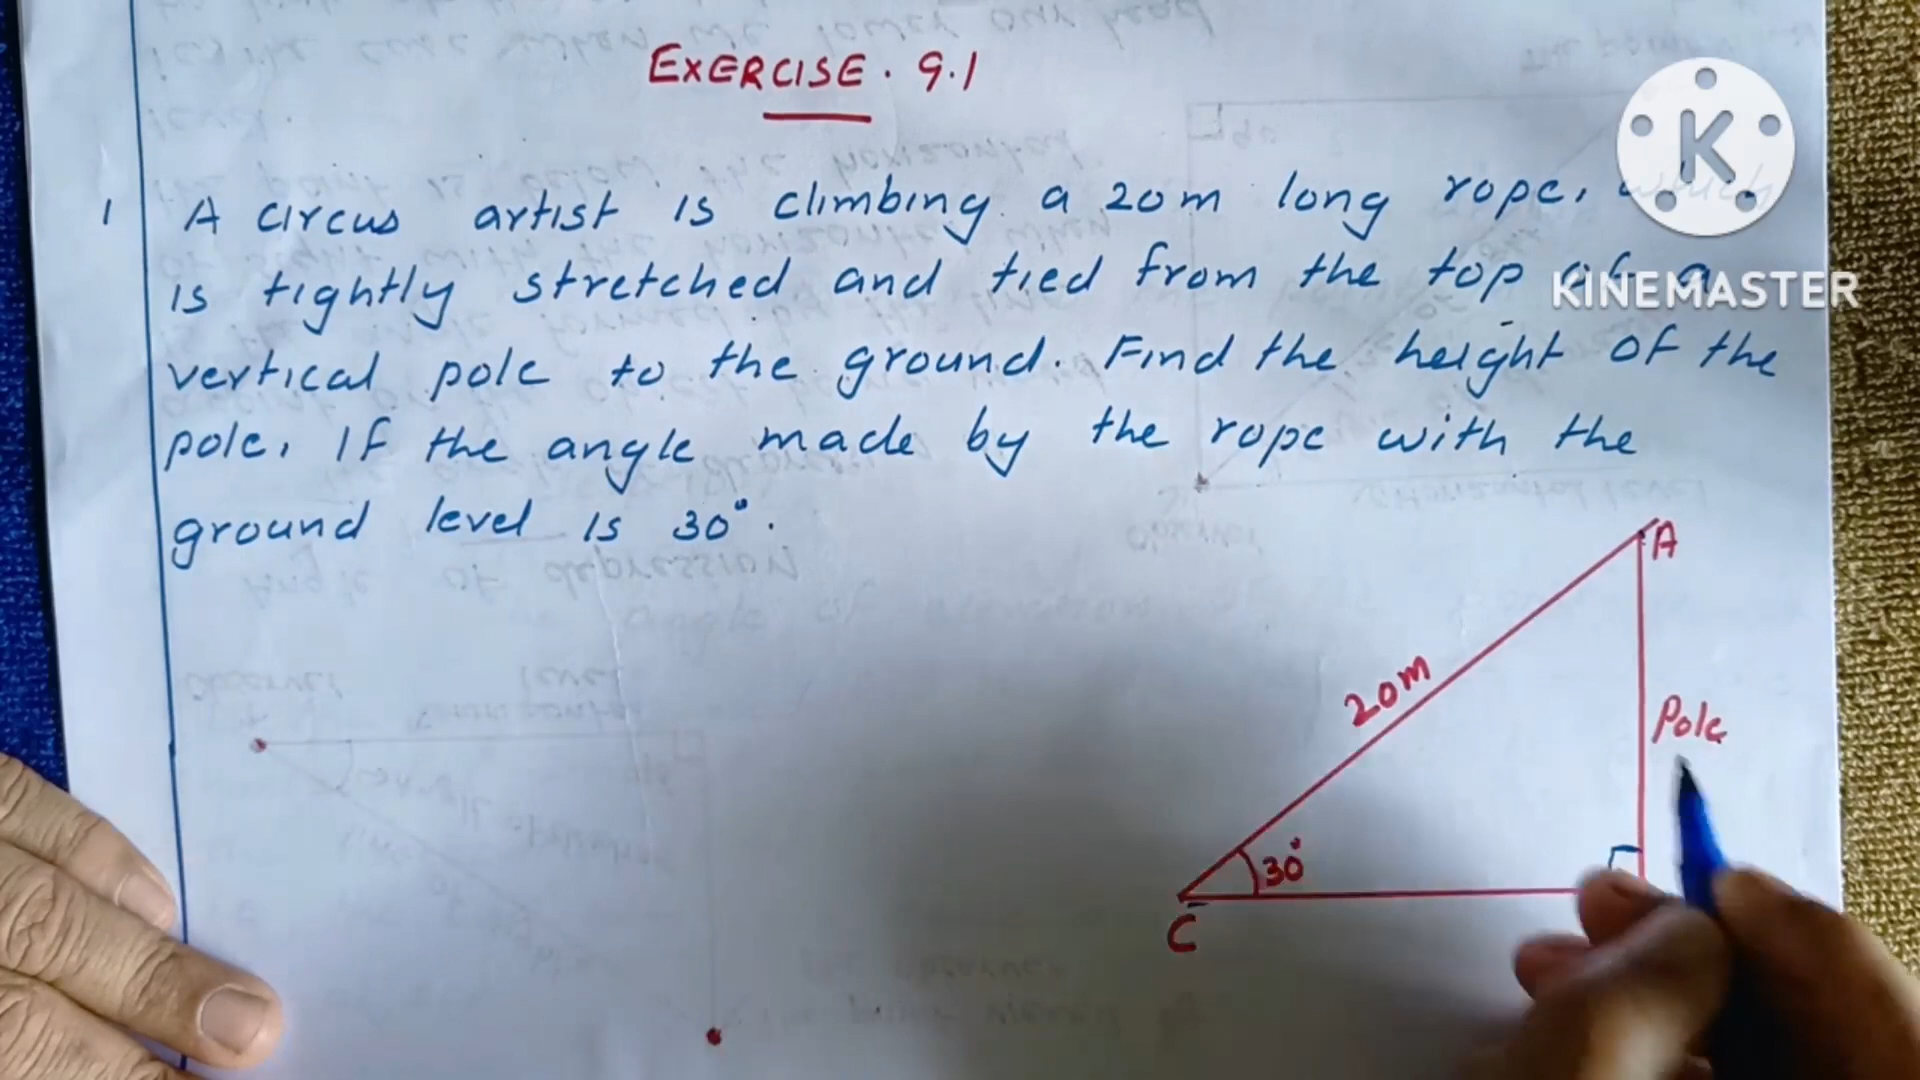 EXERCISE. 9.1
1 A circus artist is climbing a 20m long rope, which
is tightly stretched and tied from the top of a
vertical pole to the ground. Find the height of the
pole, If the angle made by the rope with the
ground level is 30°.
K
KINEMASTER
A
20m
Pole
30°
C